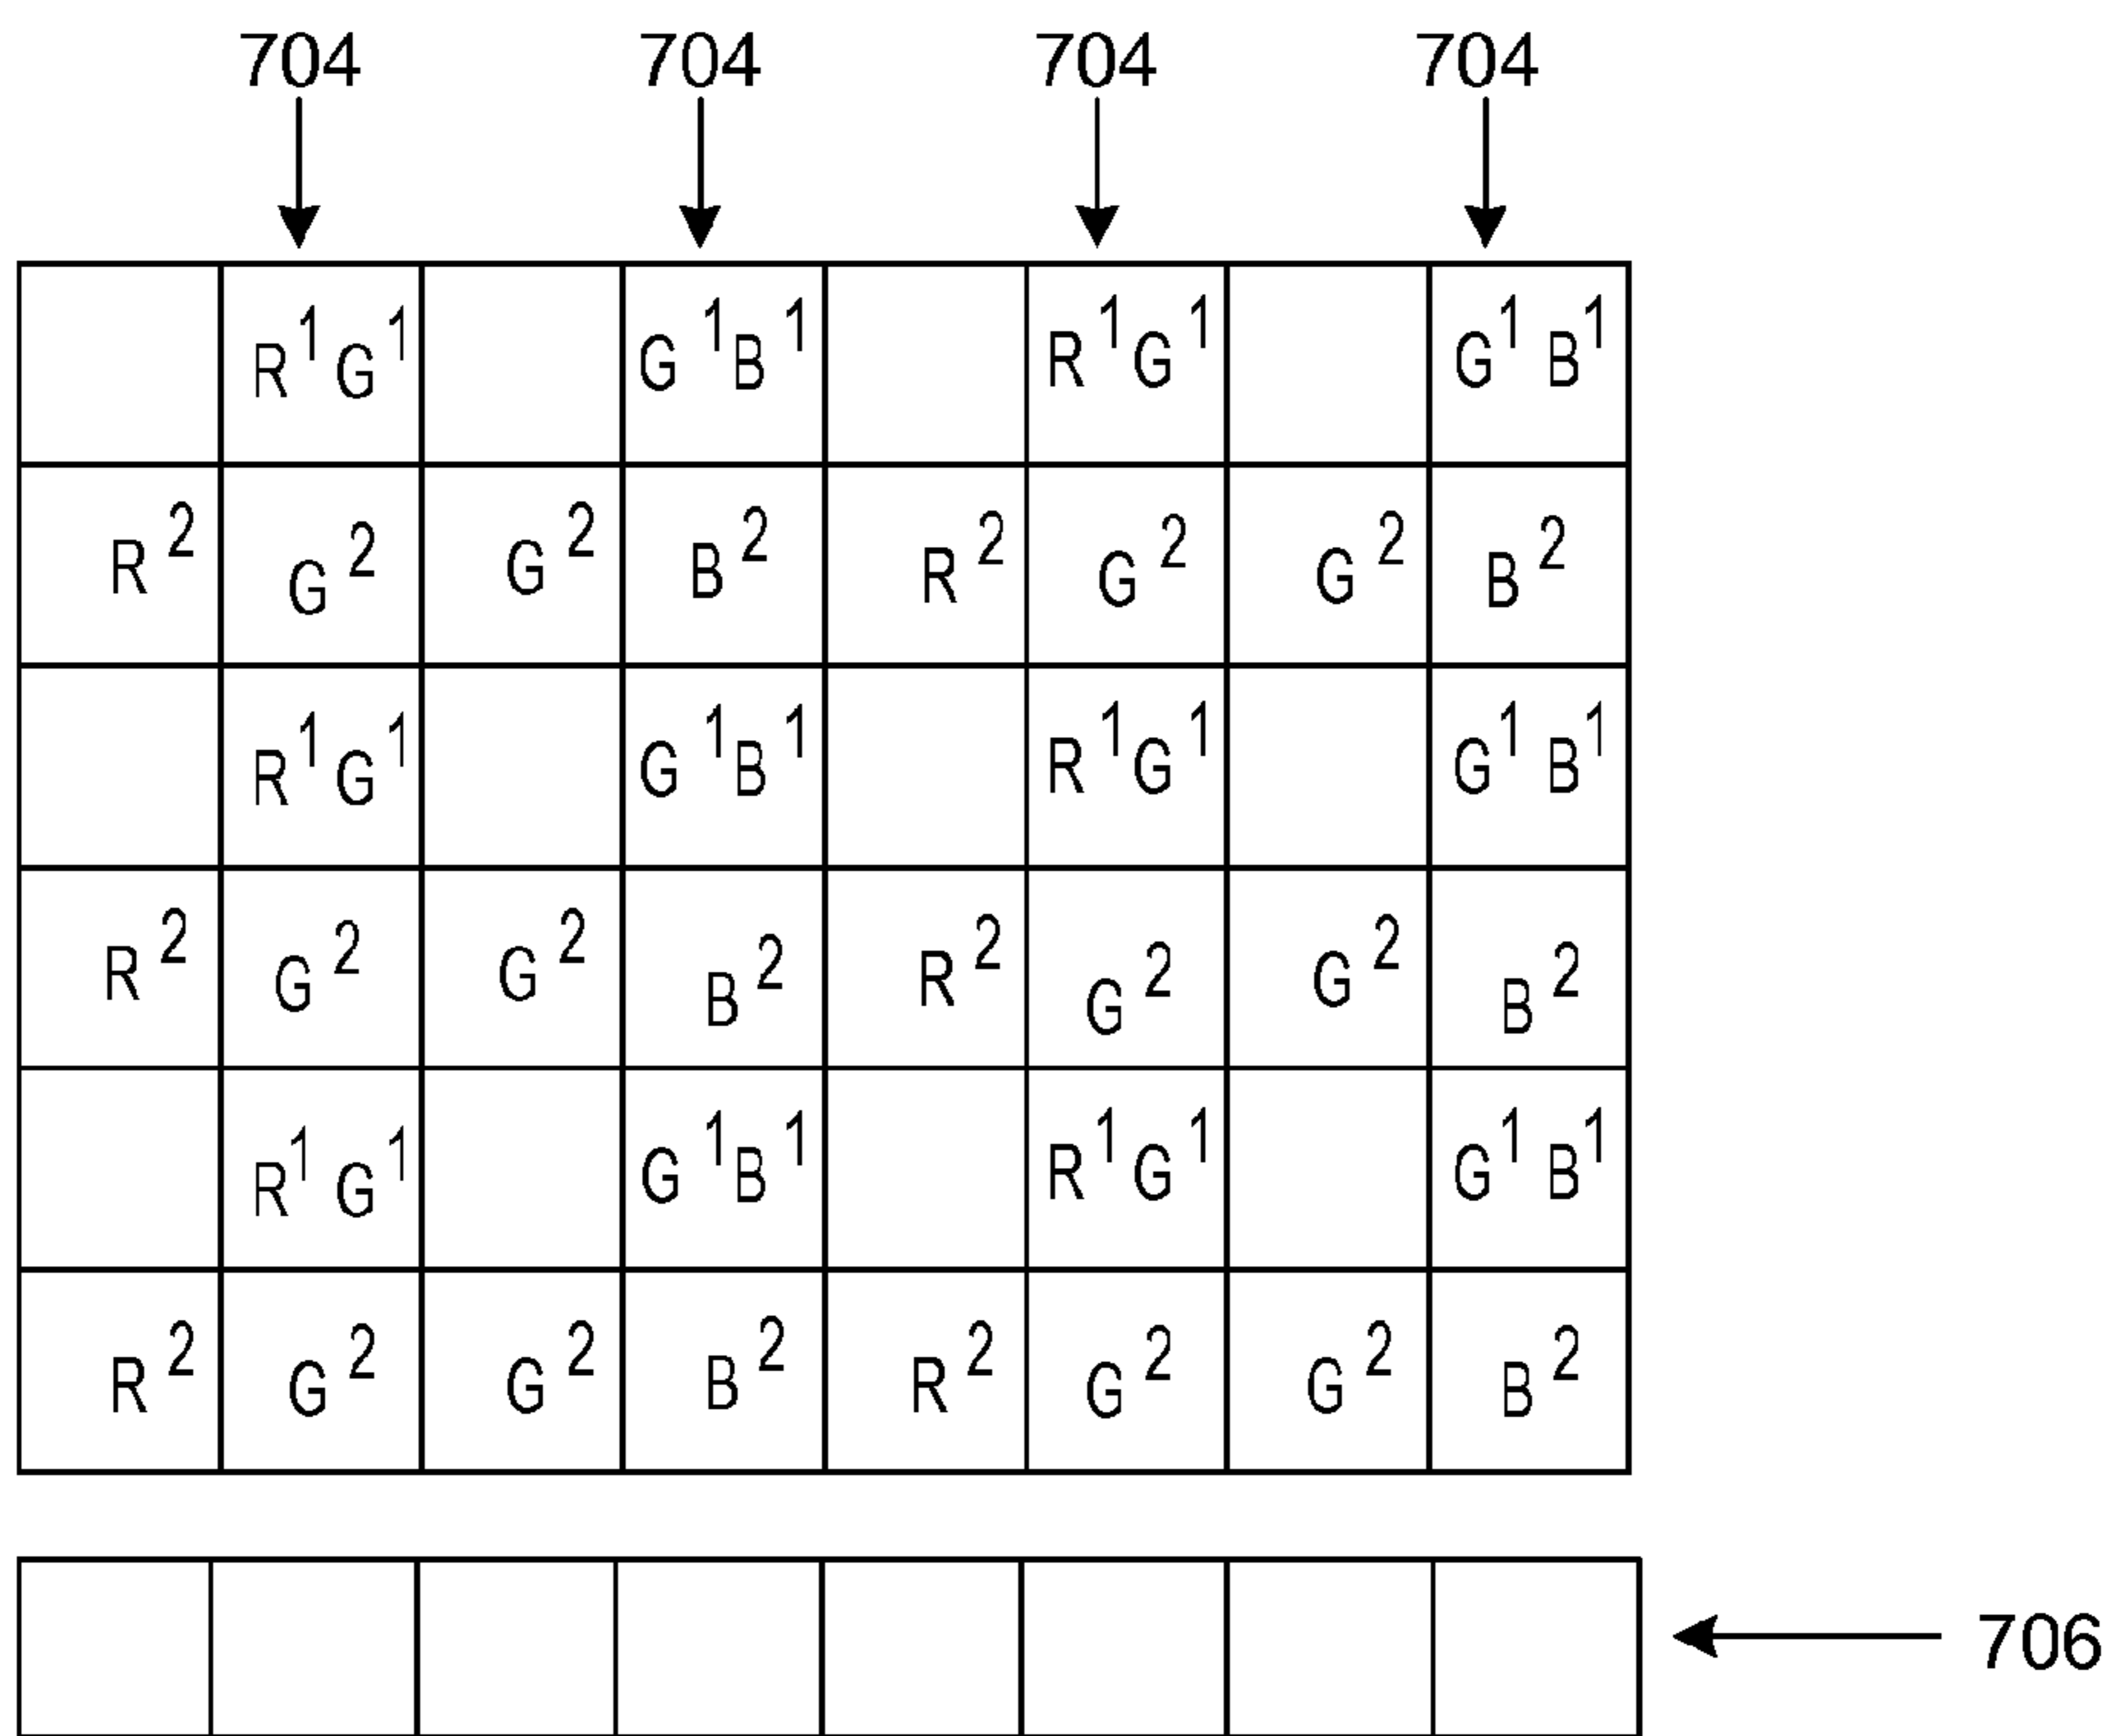 704 704 704 704
R¹G¹ G¹B¹ R¹G¹ G¹B¹
R² G² G² B² R² G² G² B²
R¹G¹ G¹B¹ R¹G¹ G¹B¹
R² G² G² B² R² G² G² B²
R¹G¹ G¹B¹ R¹G¹ G¹B¹
R² G² G² B² R² G² G² B²
706